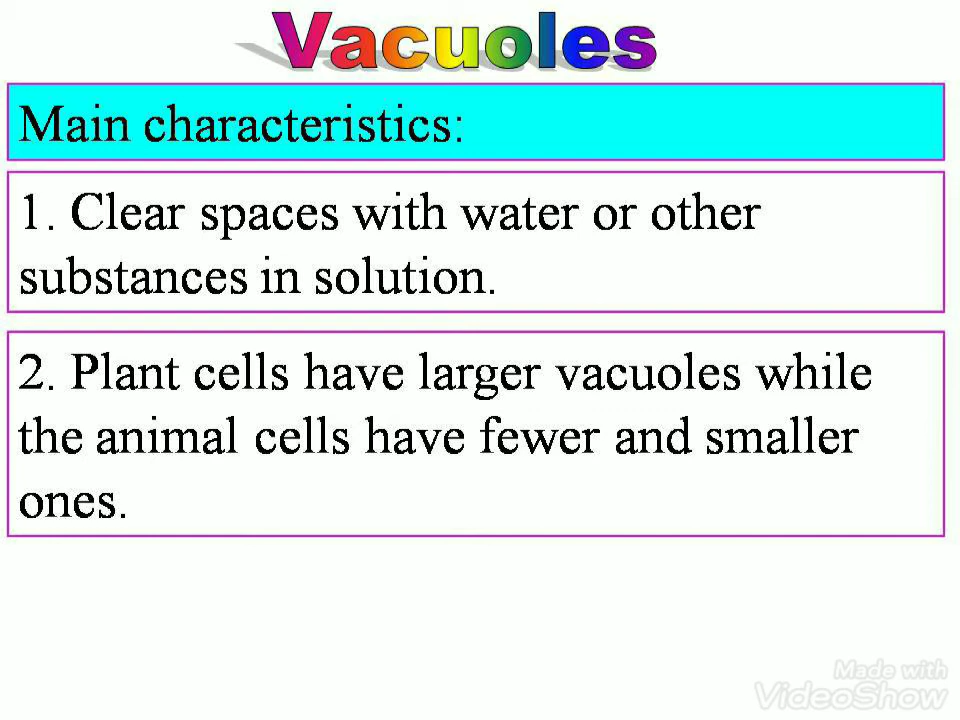 Vacuoles
Main characteristics:
1. Clear spaces with water or other
substances in solution.
2. Plant cells have larger vacuoles while
the animal cells have fewer and smaller
ones.
Made with
VideoShow